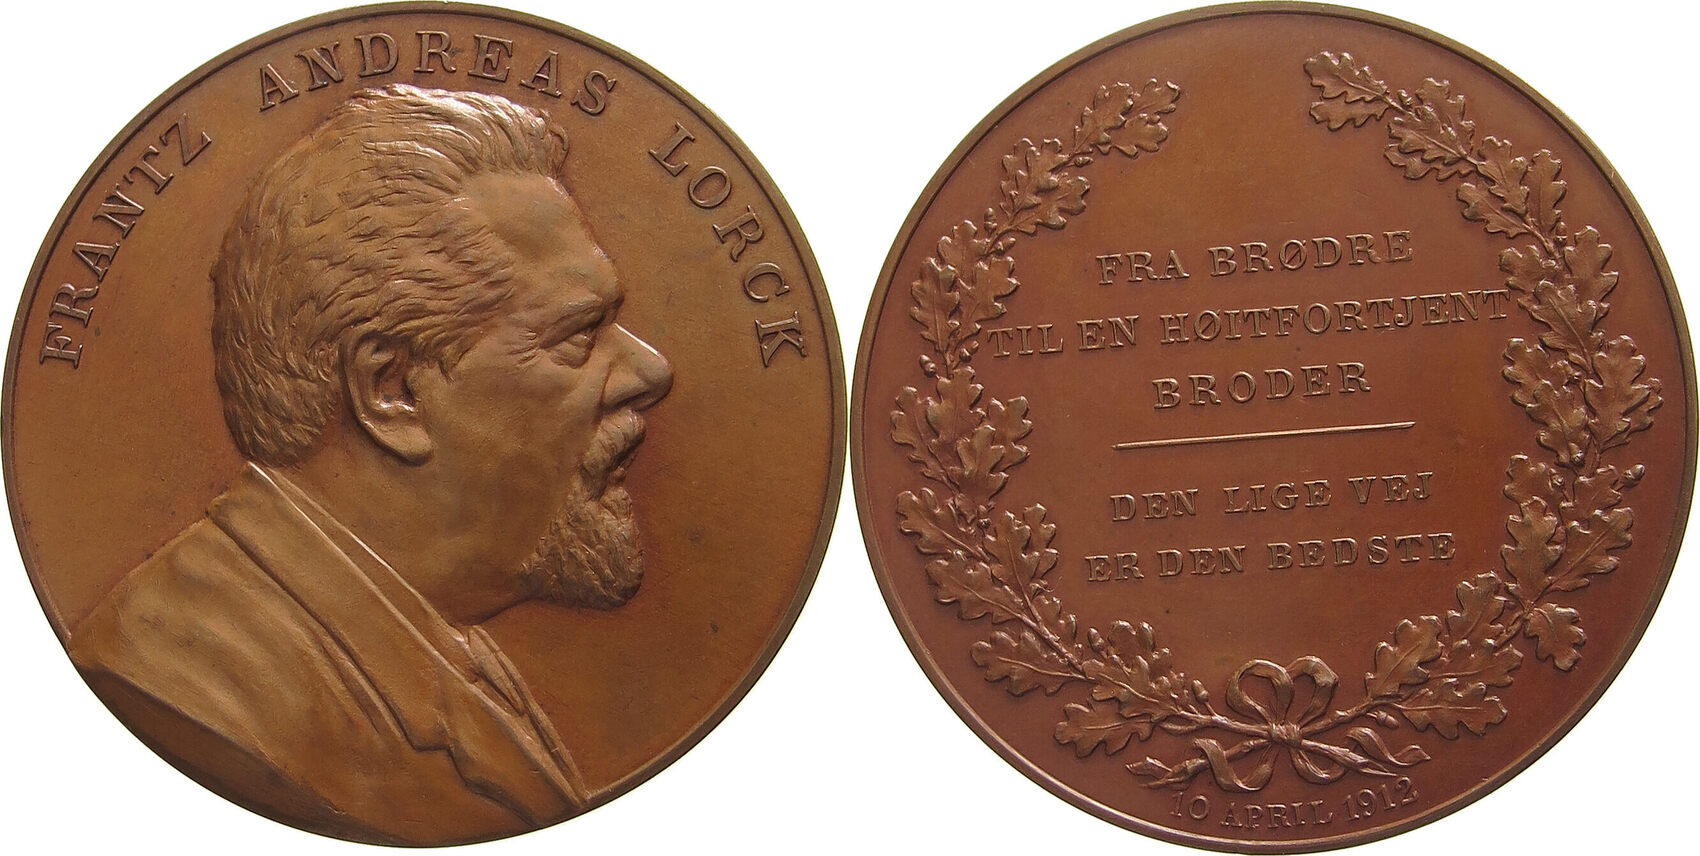 FRANTZ ANDREAS LORCK
FRA BRØDRE
TIL EN HØITFORTJENT
BRODER
DEN LIGE VEJ
ER DEN BEDSTE
10 APRIL 1912